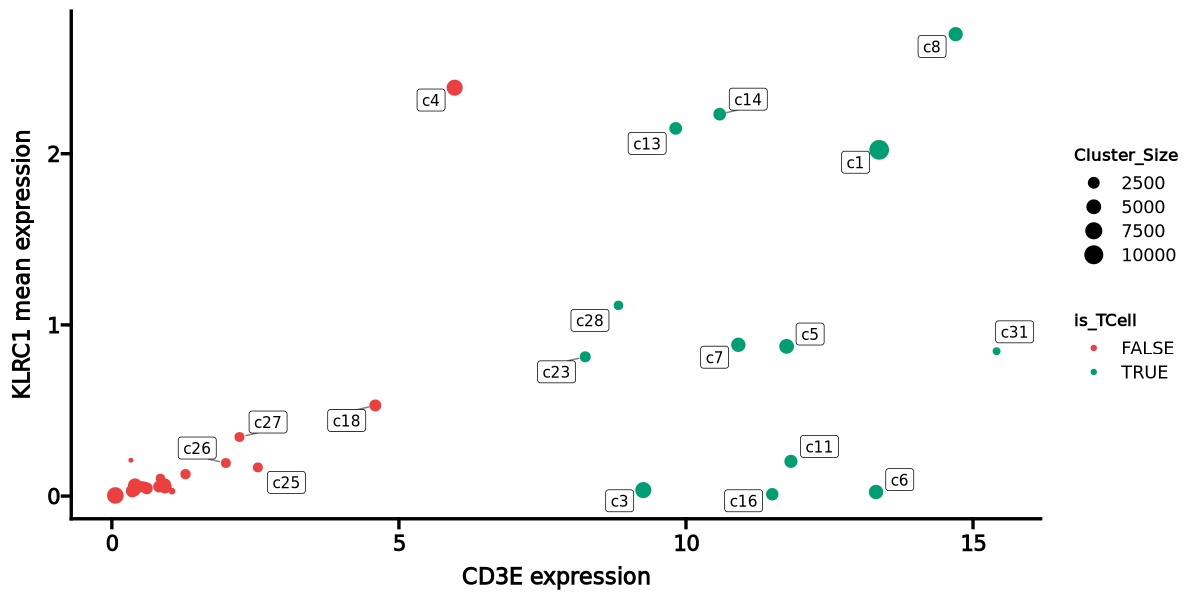 c8
c4
c14
c13
c1
2
KLRC1 mean expression
Cluster_Size
2500
5000
7500
10000
is_TCell
FALSE
TRUE
1
c28
c5
c31
c7
c23
c18
c27
c26
c25
c11
c3
c16
c6
0
0
5
10
15
CD3E expression